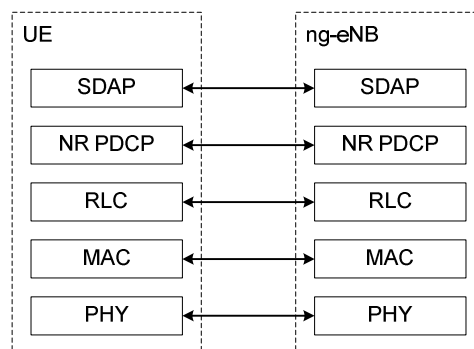 UE ng-eNB
SDAP SDAP
NR PDCP NR PDCP
RLC RLC
MAC MAC
PHY PHY